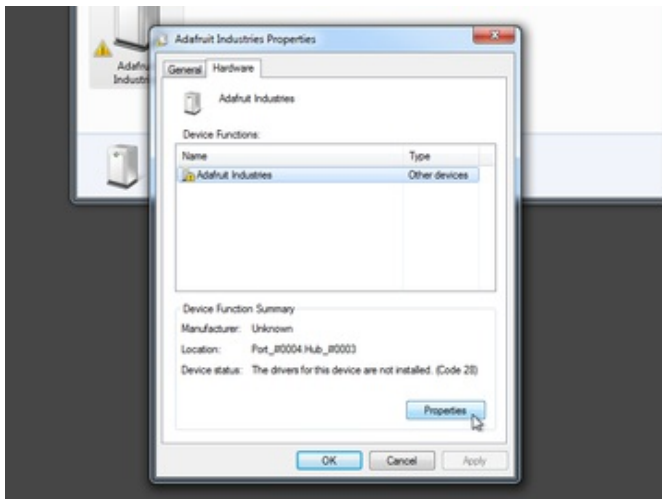 Adafruit Industries Properties
General
Hardware
Adafruit Industries
Device Functions:
Name Type
Adafruit Industries Other devices
Device Function Summary
Manufacturer: Unknown
Location: Port_#0004.Hub_#0003
Device status: The drivers for this device are not installed. (Code 28)
Properties
OK Cancel Apply